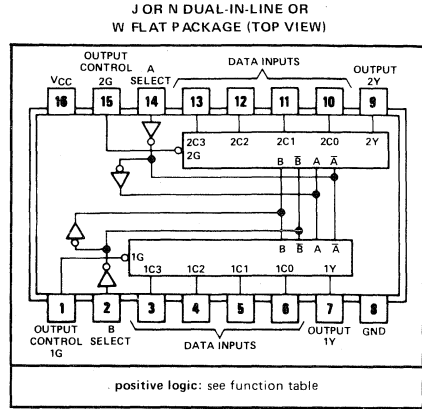 J OR N DUAL-IN-LINE OR
W FLAT PACKAGE (TOP VIEW)
OUTPUT CONTROL 2G
A SELECT
DATA INPUTS
OUTPUT 2Y
VCC
16 15 14 13 12 11 10 9
2C3 2C2 2C1 2C0 2Y
2G
B B̅ A A̅
B B̅ A A̅
1G
1C3 1C2 1C1 1C0 1Y
1 2 3 4 5 6 7 8
OUTPUT CONTROL 1G
B SELECT
DATA INPUTS
OUTPUT 1Y
GND
positive logic: see function table